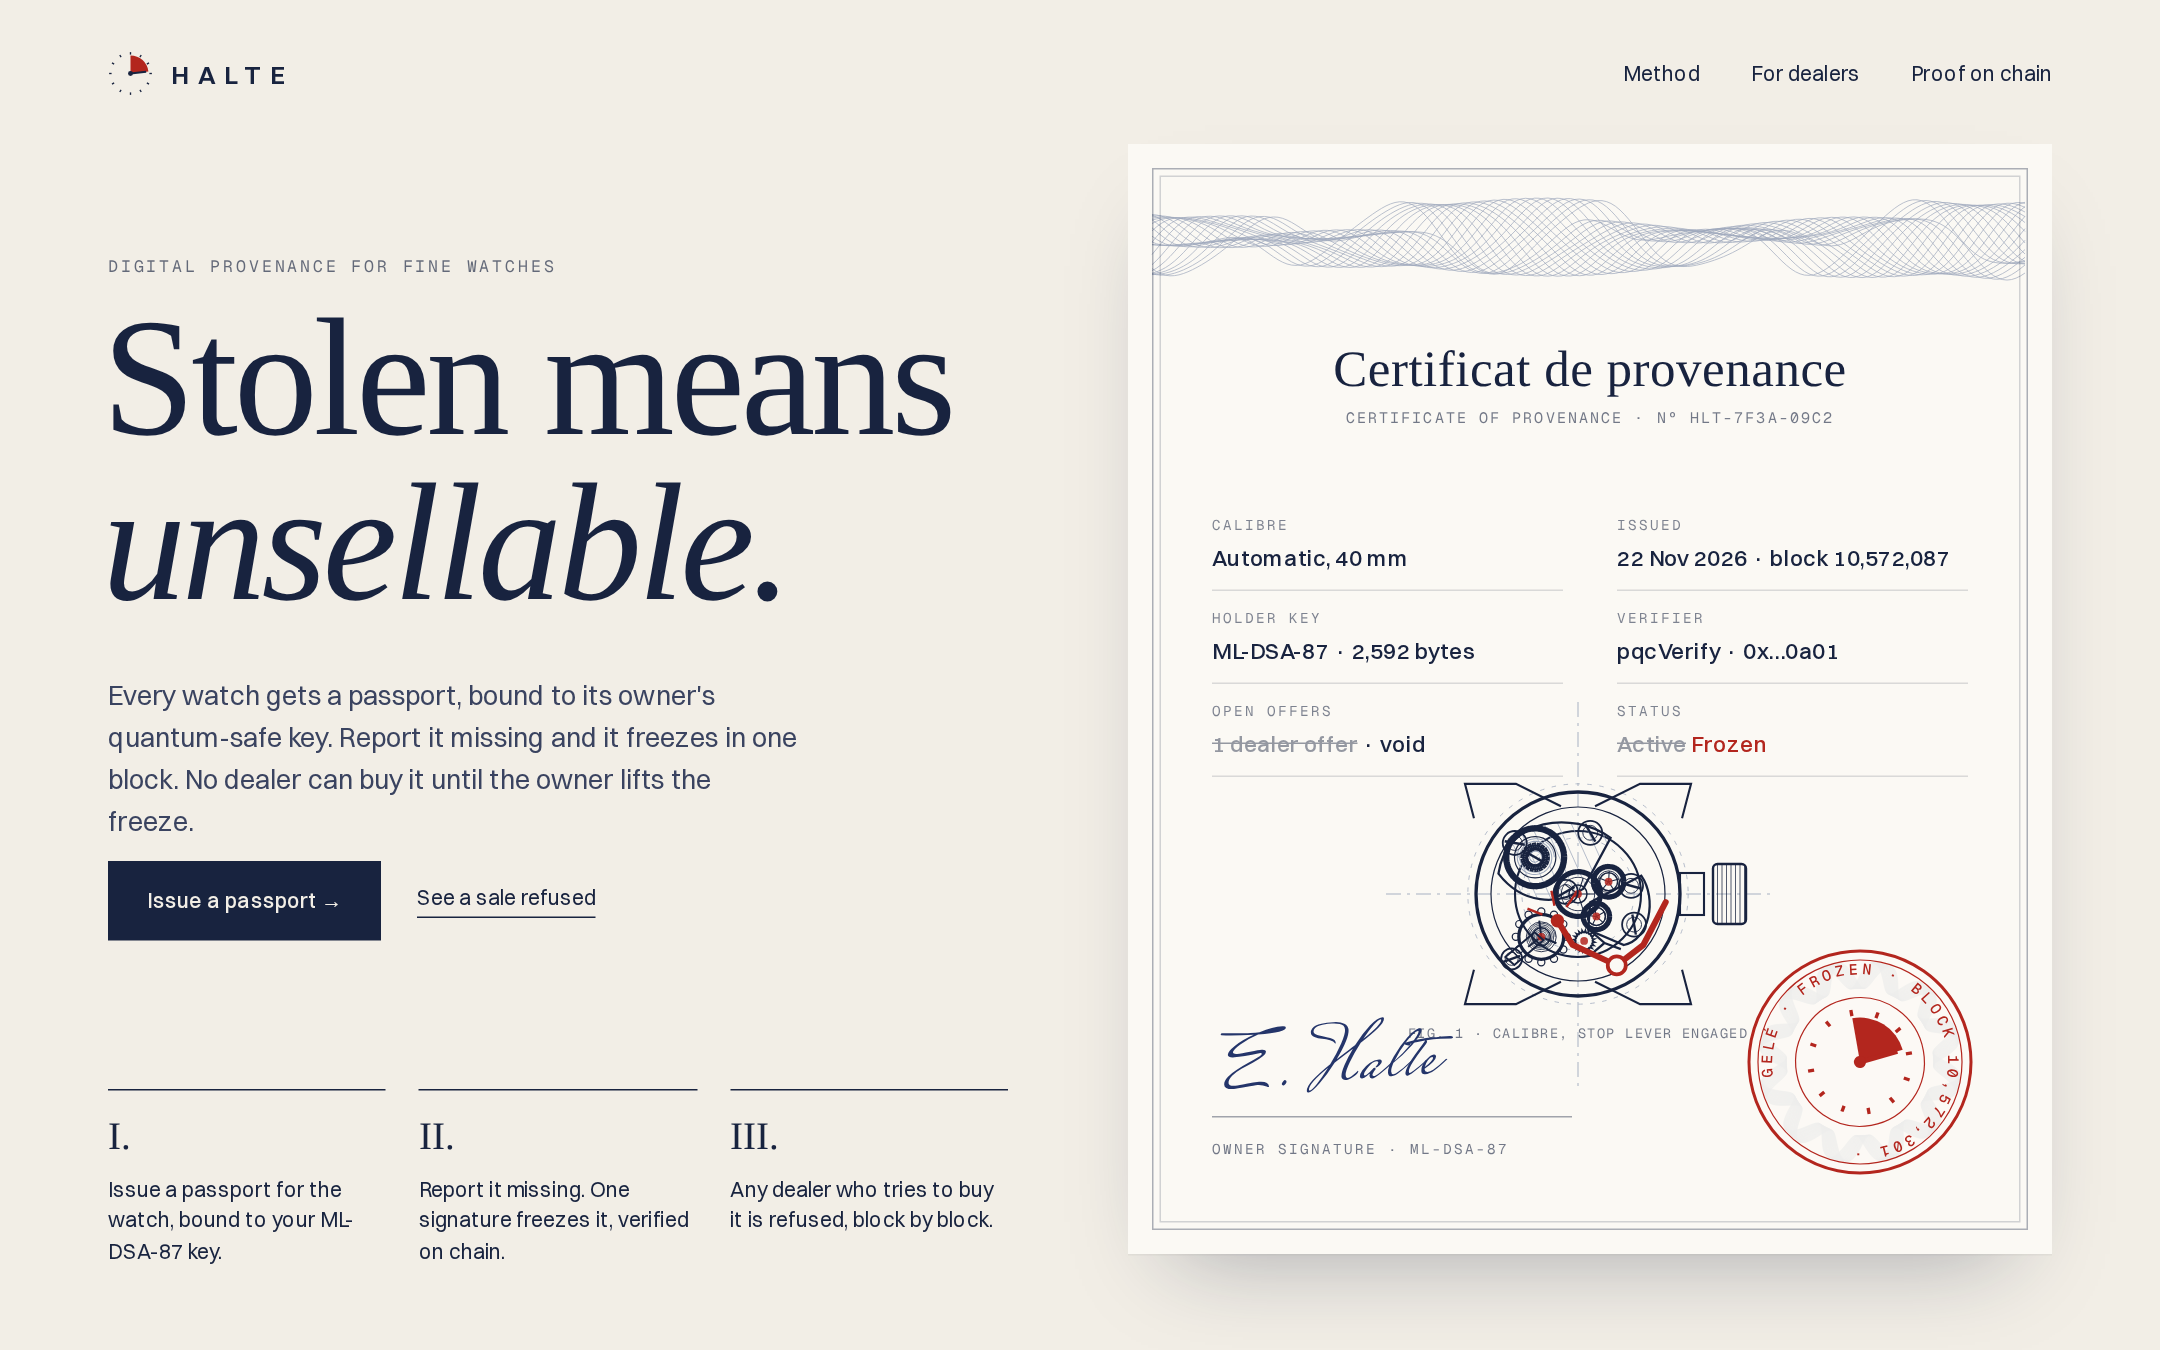 HALTE
Method
For dealers
Proof on chain
DIGITAL PROVENANCE FOR FINE WATCHES
Stolen means
unsellable.
Every watch gets a passport, bound to its owner's
quantum-safe key. Report it missing and it freezes in one
block. No dealer can buy it until the owner lifts the
freeze.
Issue a passport →
See a sale refused
I.
Issue a passport for the
watch, bound to your ML-
DSA-87 key.
II.
Report it missing. One
signature freezes it, verified
on chain.
III.
Any dealer who tries to buy
it is refused, block by block.
Certificat de provenance
CERTIFICATE OF PROVENANCE · Nº HLT-7F3A-09C2
CALIBRE
Automatic, 40 mm
ISSUED
22 Nov 2026 · block 10,572,087
HOLDER KEY
ML-DSA-87 · 2,592 bytes
VERIFIER
pqcVerify · 0x…0a01
OPEN OFFERS
1 dealer offer · void
STATUS
Active Frozen
FIG. 1 · CALIBRE, STOP LEVER ENGAGED
E. Halte
OWNER SIGNATURE · ML-DSA-87
GELÉ · FROZEN · BLOCK 10,572,301 ·